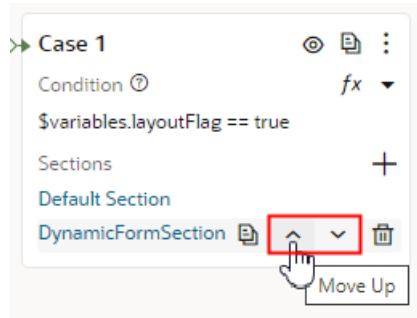 Case 1
Condition ?
fx
$variables.layoutFlag == true
Sections
Default Section
DynamicFormSection
Move Up